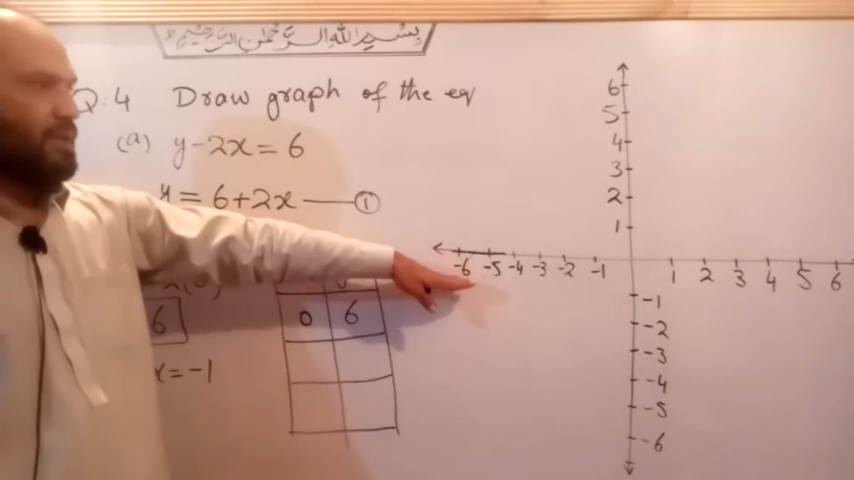 بسم الله الرحمن الرحيم
Q:4 Draw graph of the eq
(a) y-2x=6
y = 6+2x ①
6
x=-1
0 6
6
5
4
3
2
1
-6 -5 -4 -3 -2 -1 1 2 3 4 5 6
-1
-2
-3
-4
-5
-6